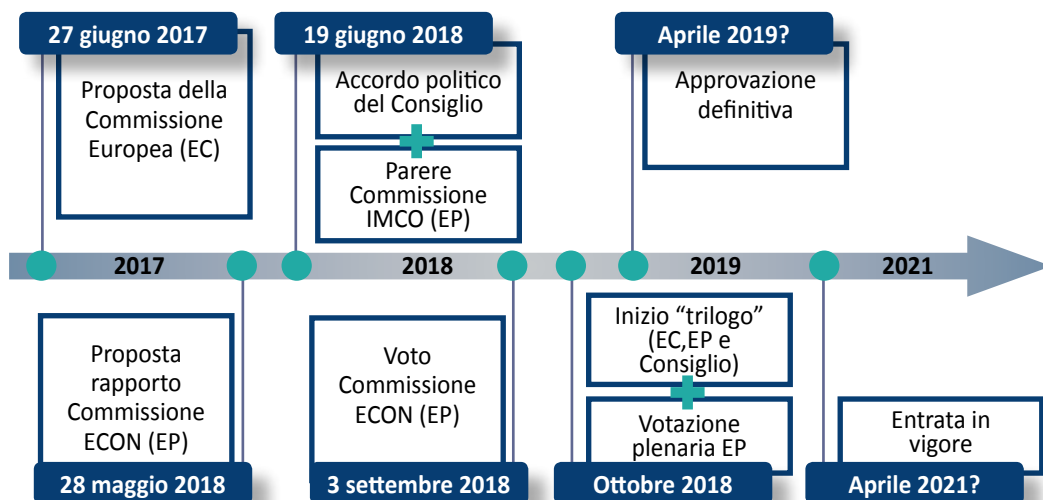 27 giugno 2017
Proposta della
Commissione
Europea (EC)
19 giugno 2018
Accordo politico
del Consiglio
Parere
Commissione
IMCO (EP)
Aprile 2019?
Approvazione
definitiva
2017
2018
2019
2021
Proposta
rapporto
Commissione
ECON (EP)
28 maggio 2018
Voto
Commissione
ECON (EP)
3 settembre 2018
Inizio “trilogo”
(EC,EP e
Consiglio)
Votazione
plenaria EP
Ottobre 2018
Entrata in
vigore
Aprile 2021?